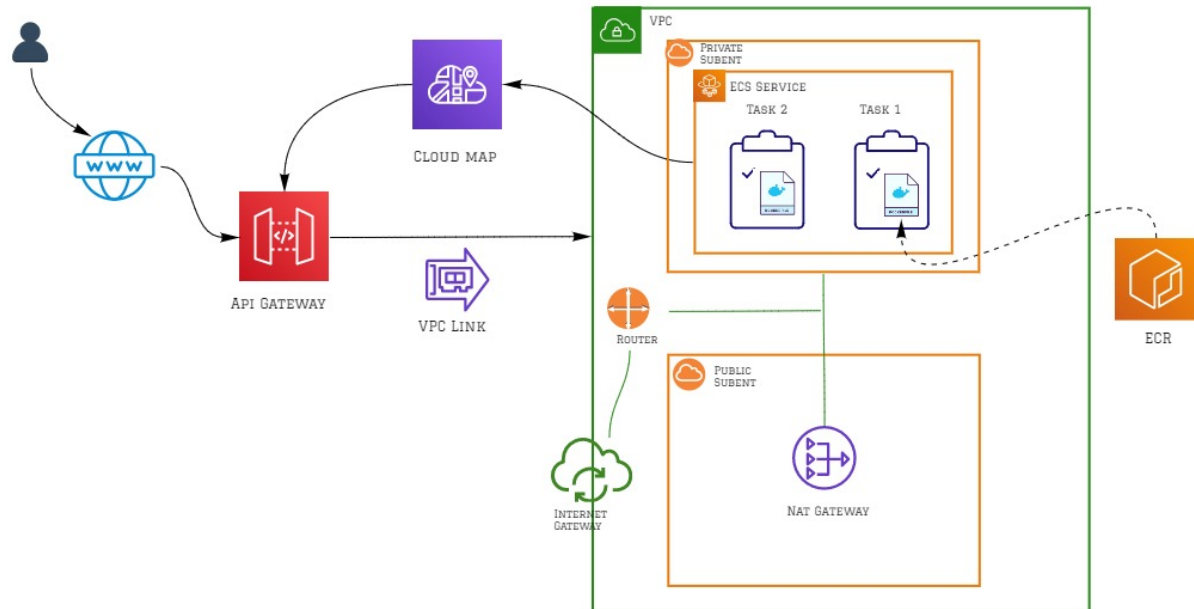 VPC
Private
Subent
ECS Service
Task 2
Task 1
WWW
Cloud map
Api Gateway
VPC Link
Router
ECR
Public
Subent
Internet
Gateway
Nat Gateway